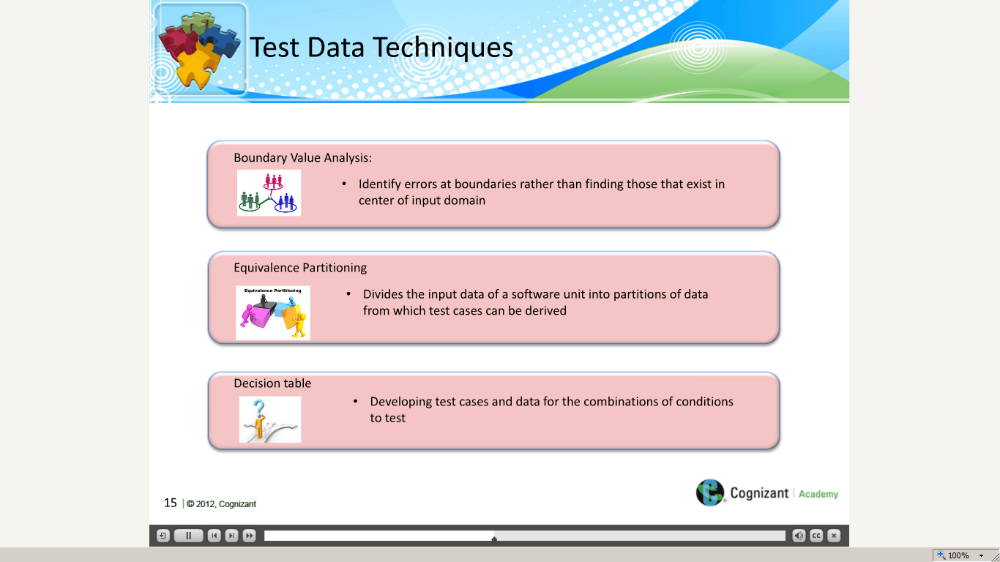 Test Data Techniques
Boundary Value Analysis:
• Identify errors at boundaries rather than finding those that exist in
center of input domain
Equivalence Partitioning
Equivalence Partitioning
• Divides the input data of a software unit into partitions of data
from which test cases can be derived
Decision table
• Developing test cases and data for the combinations of conditions
to test
15 | © 2012, Cognizant
Cognizant | Academy
CC
100%